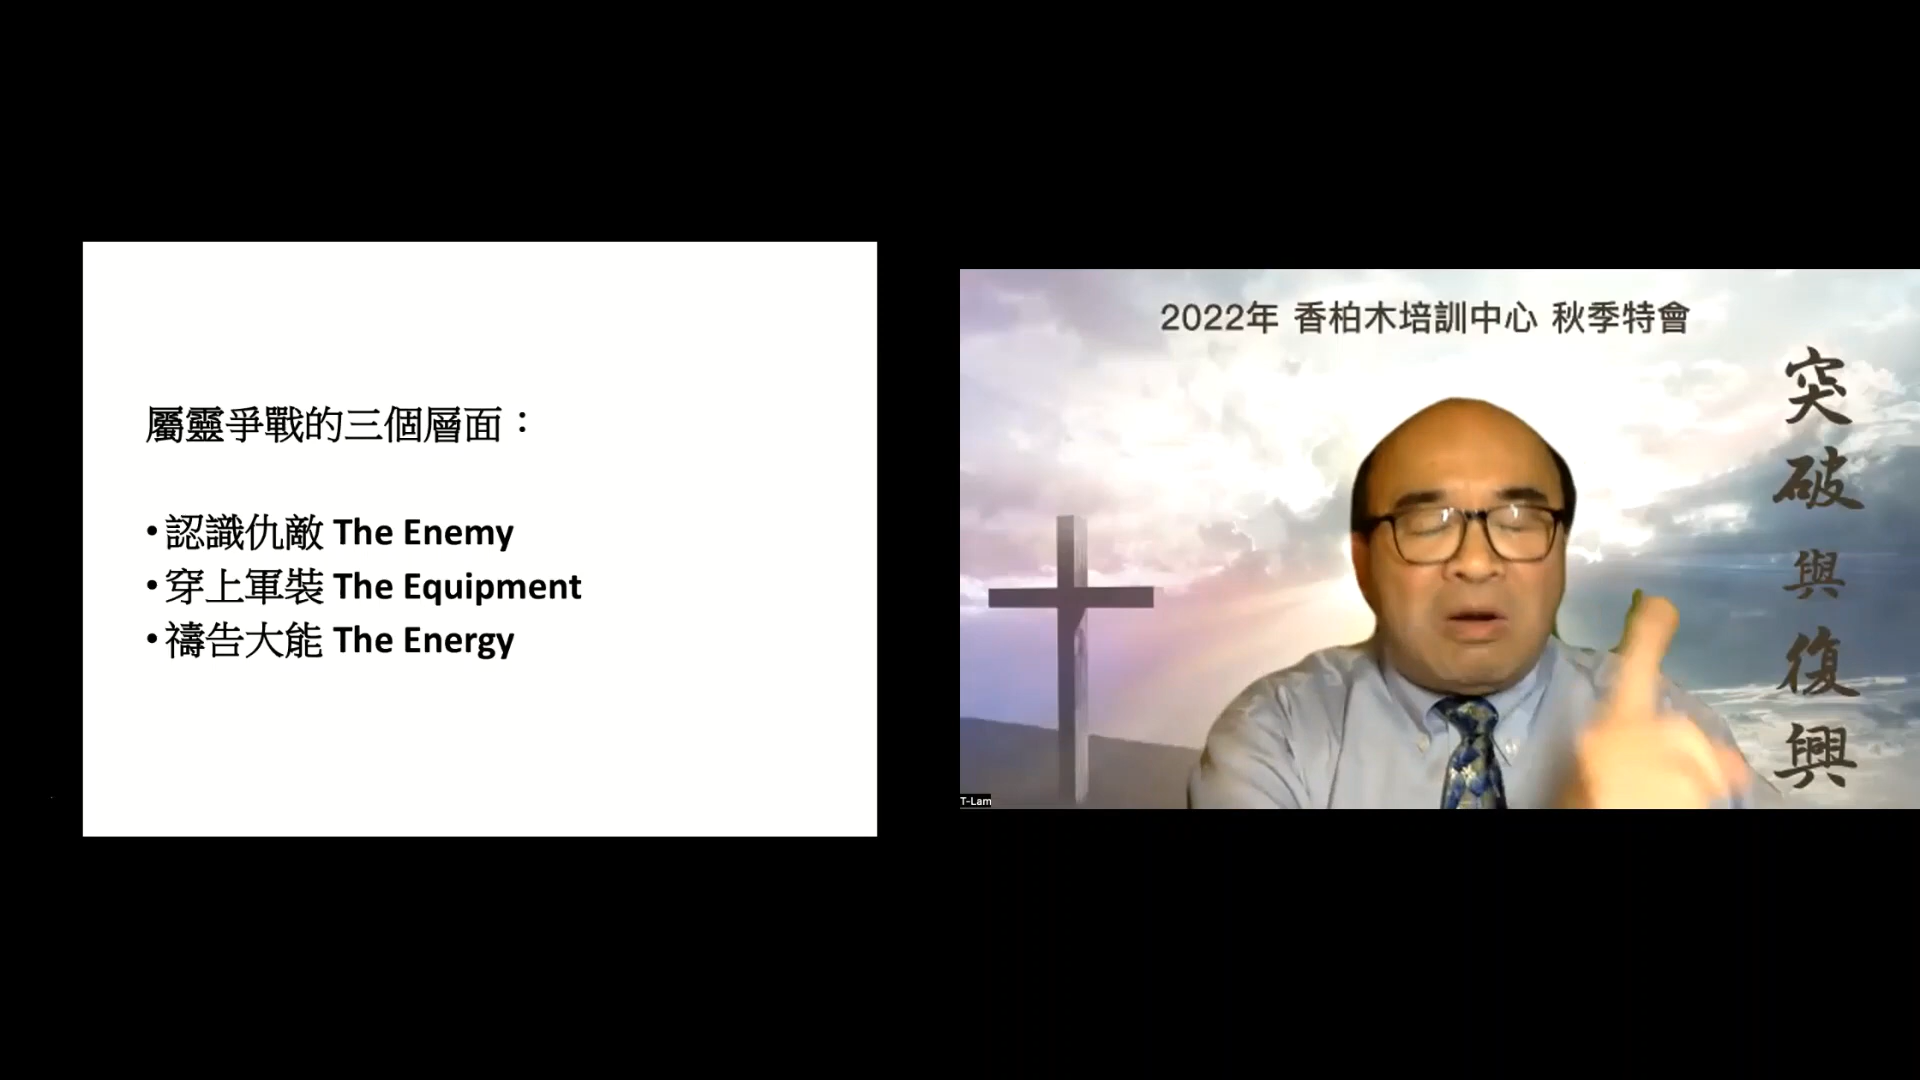 屬靈爭戰的三個層面：
•認識仇敵 The Enemy
•穿上軍裝 The Equipment
•禱告大能 The Energy
2022年 香柏木培訓中心 秋季特會
突破與復興
T-Lam